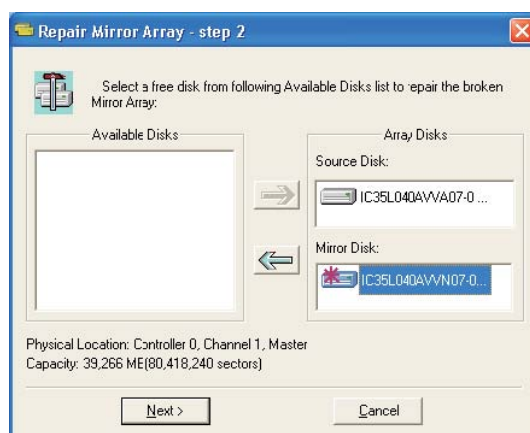 Repair Mirror Array - step 2
Select a free disk from following Available Disks list to repair the broken
Mirror Array:
Available Disks
Array Disks
Source Disk:
IC35L040AVVA07-0 ...
Mirror Disk:
IC35L040AVVN07-0...
Physical Location: Controller 0, Channel 1, Master
Capacity: 39,266 ME(80,418,240 sectors)
Next >
Cancel